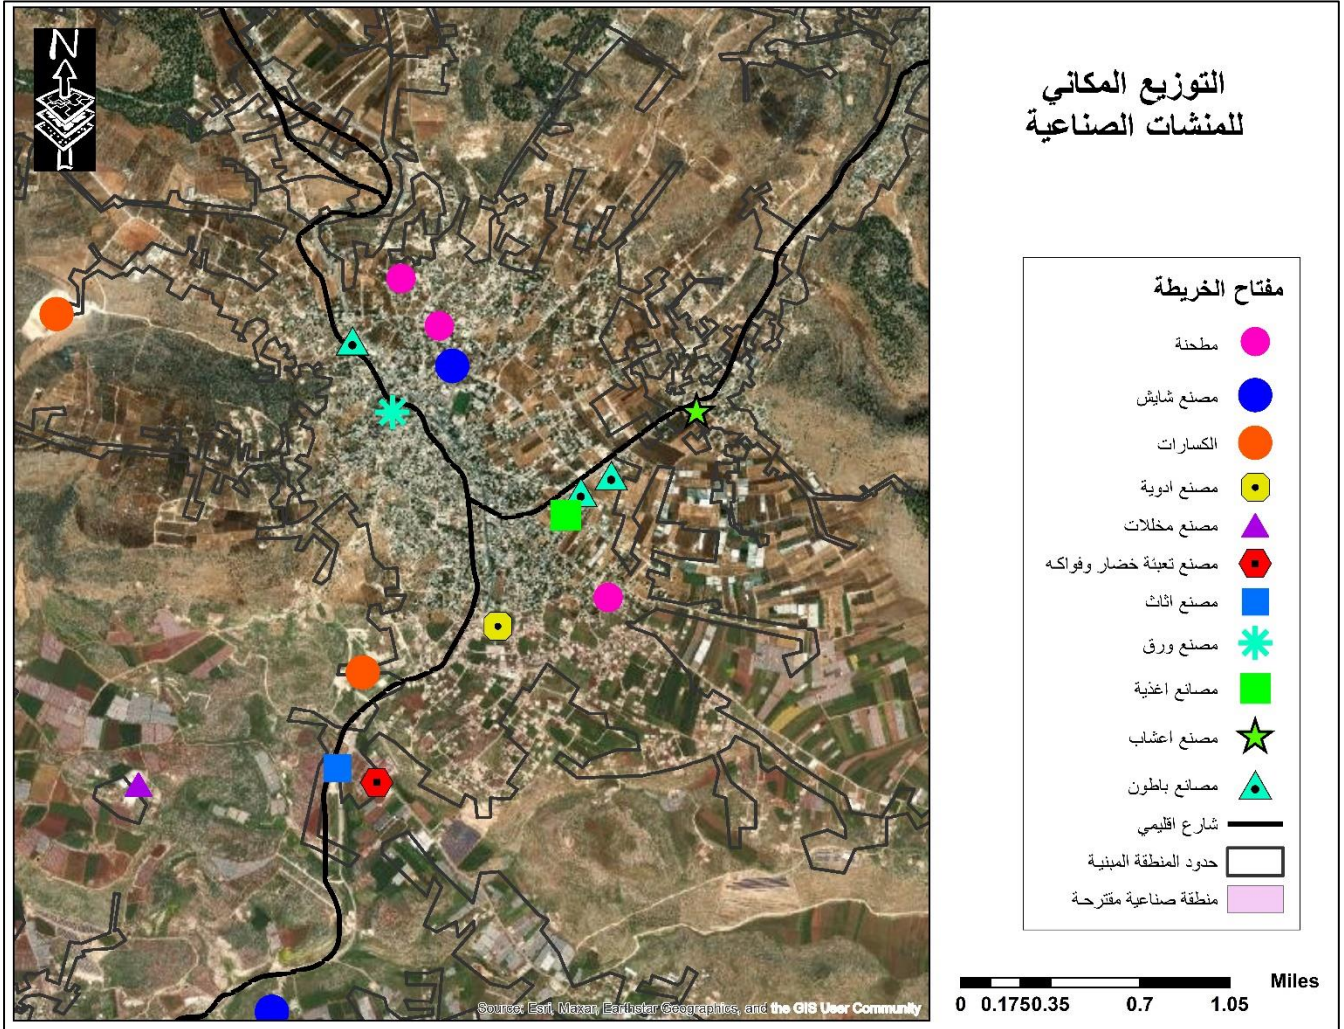 N
التوزيع المكاني
للمنشات الصناعية
مفتاح الخريطة
مطحنة
مصنع شايش
الكسارات
مصنع ادوية
مصنع مخللات
مصنع تعبئة خضار وفواكه
مصنع اثاث
مصنع ورق
مصانع اغذية
مصنع اعشاب
مصانع باطون
شارع اقليمي
حدود المنطقة المبنية
منطقة صناعية مقترحة
Miles
0 0.175 0.35 0.7 1.05
Source: Esri, Maxar, Earthstar Geographics, and the GIS User Community